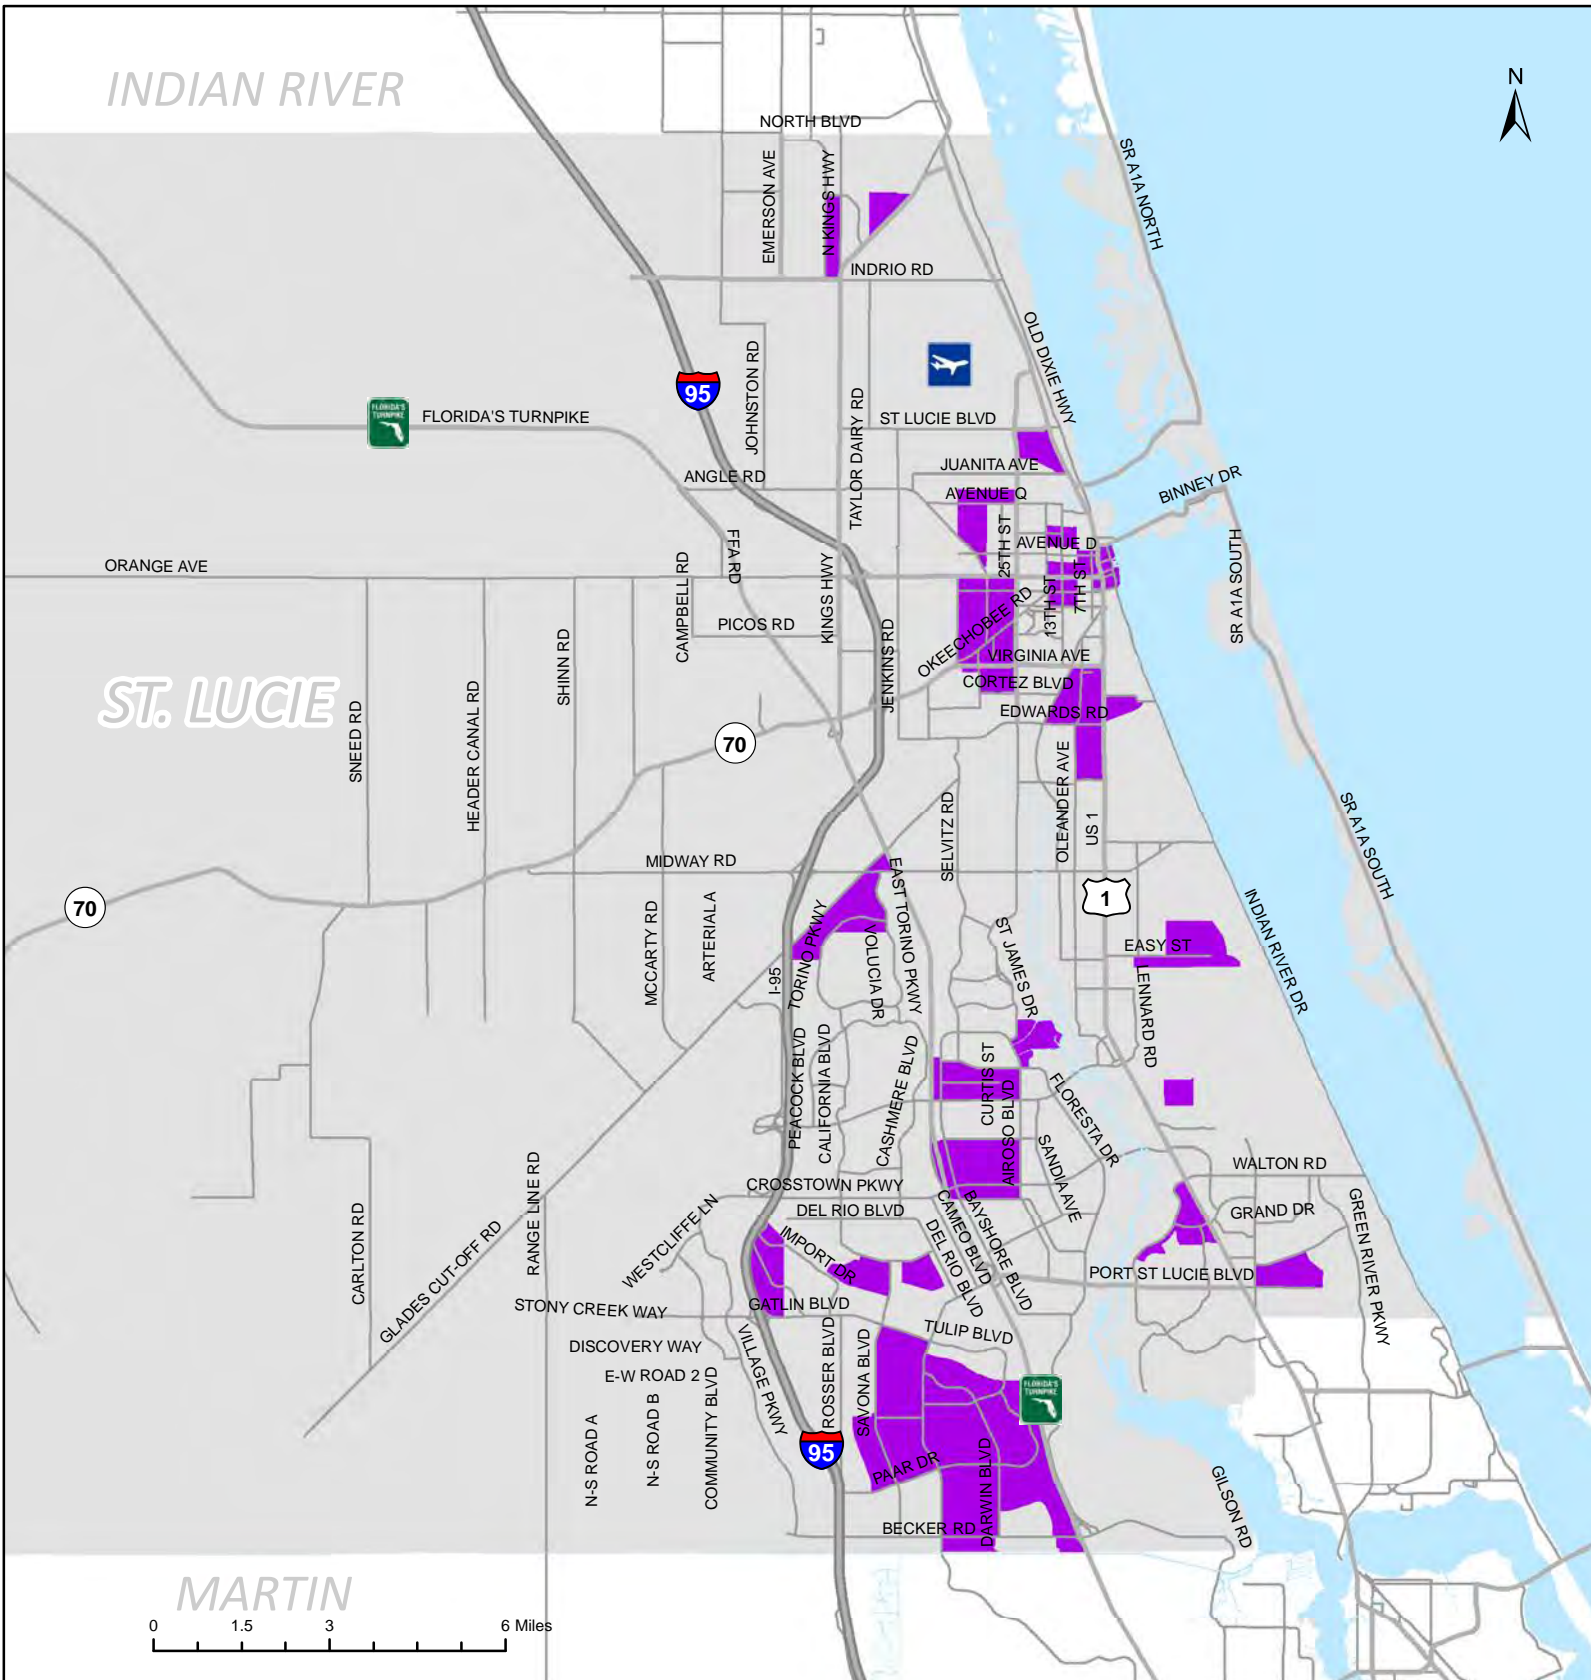 INDIAN RIVER
N
NORTH BLVD
SR A1A NORTH
EMERSON AVE
N KINGS HWY
INDRIO RD
OLD DIXIE HWY
JOHNSTON RD
95
FLORIDA'S TURNPIKE
FLORIDA'S TURNPIKE
TAYLOR DAIRY RD
ST LUCIE BLVD
JUANITA AVE
ANGLE RD
BINNEY DR
AVENUE Q
25TH ST
AVENUE D
FFA RD
ORANGE AVE
CAMPBELL RD
KINGS HWY
13TH ST
7TH ST
SR A1A SOUTH
PICOS RD
OKEECHOBEE RD
SHINN RD
JENKINS RD
VIRGINIA AVE
CORTEZ BLVD
ST. LUCIE
SNEED RD
HEADER CANAL RD
EDWARDS RD
70
OLEANDER AVE
US 1
SELVITZ RD
SR A1A SOUTH
MIDWAY RD
EAST TORINO PKWY
70
1
MCCARTY RD
ARTERIAL A
I-95
TORINO PKWY
VOLUCIA DR
ST JAMES DR
EASY ST
LENNARD RD
INDIAN RIVER DR
PEACOCK BLVD
CALIFORNIA BLVD
CASHMERE BLVD
CURTIS ST
AIROSO BLVD
FLORESTA DR
SANDIA AVE
WALTON RD
RANGE LINE RD
CROSSTOWN PKWY
DEL RIO BLVD
CAMEO BLVD
BAYSHORE BLVD
DEL RIO BLVD
GRAND DR
GREEN RIVER PKWY
CARLTON RD
GLADES CUT-OFF RD
WESTCLIFFE LN
IMPORT DR
PORT ST LUCIE BLVD
STONY CREEK WAY
GATLIN BLVD
TULIP BLVD
DISCOVERY WAY
VILLAGE PKWY
ROSSER BLVD
SAVONA BLVD
E-W ROAD 2
FLORIDA'S TURNPIKE
N-S ROAD A
N-S ROAD B
COMMUNITY BLVD
95
PAAR DR
DARWIN BLVD
GILSON RD
BECKER RD
MARTIN
0 1.5 3 6 Miles